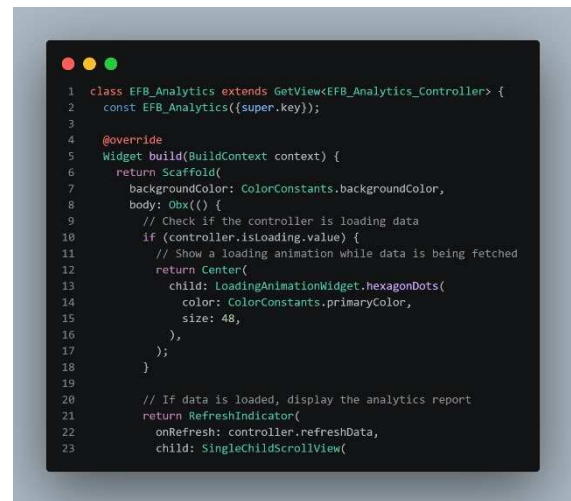 1 class EFB_Analytics extends GetView<EFB_Analytics_Controller> {
2   const EFB_Analytics({super.key});
3
4   @override
5   Widget build(BuildContext context) {
6     return Scaffold(
7       backgroundColor: ColorConstants.backgroundColor,
8       body: Obx(() {
9         // Check if the controller is loading data
10         if (controller.isLoading.value) {
11           // Show a loading animation while data is being fetched
12           return Center(
13             child: LoadingAnimationWidget.hexagonDots(
14               color: ColorConstants.primaryColor,
15               size: 48,
16             ),
17           );
18         }
19
20         // If data is loaded, display the analytics report
21         return RefreshIndicator(
22           onRefresh: controller.refreshData,
23           child: SingleChildScrollView(